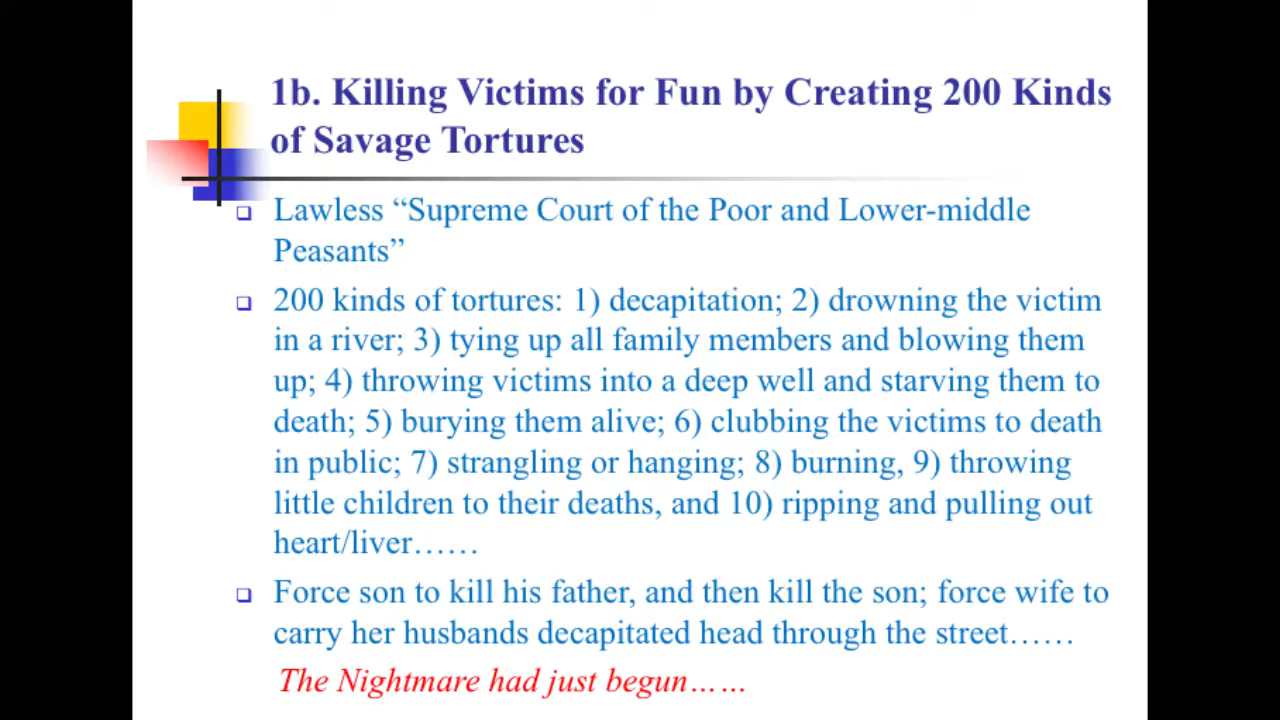 1b. Killing Victims for Fun by Creating 200 Kinds
of Savage Tortures
Lawless “Supreme Court of the Poor and Lower-middle
Peasants”
200 kinds of tortures: 1) decapitation; 2) drowning the victim
in a river; 3) tying up all family members and blowing them
up; 4) throwing victims into a deep well and starving them to
death; 5) burying them alive; 6) clubbing the victims to death
in public; 7) strangling or hanging; 8) burning, 9) throwing
little children to their deaths, and 10) ripping and pulling out
heart/liver……
Force son to kill his father, and then kill the son; force wife to
carry her husbands decapitated head through the street……
The Nightmare had just begun……